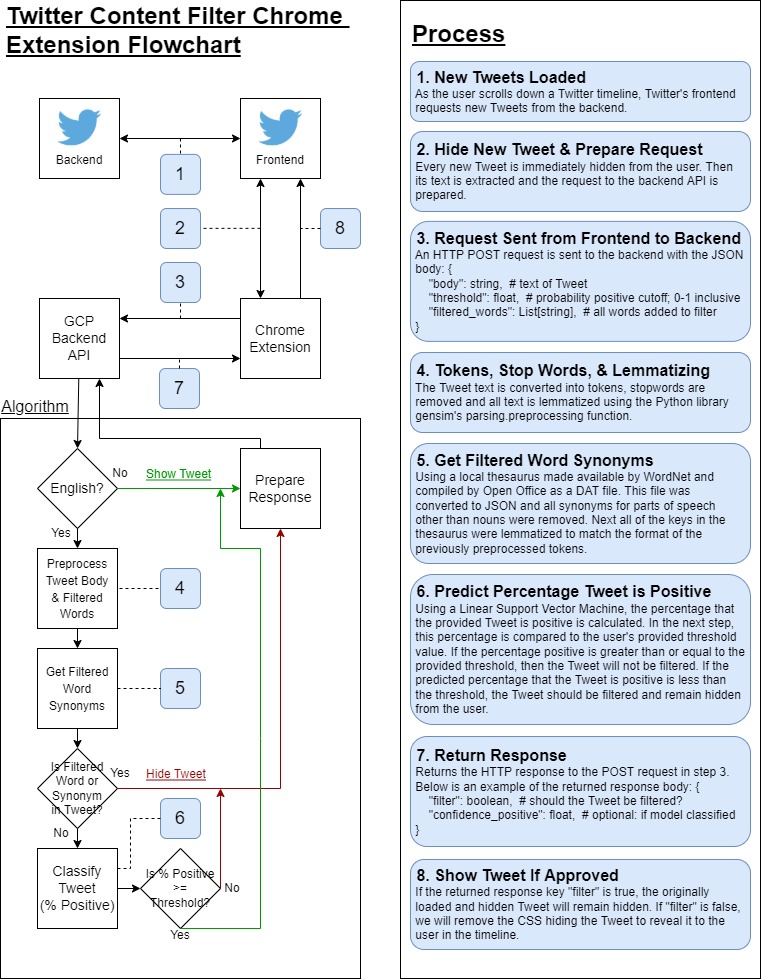 Twitter Content Filter Chrome
Extension Flowchart
Backend
Frontend
1
2
8
3
GCP
Backend
API
Chrome
Extension
7
Algorithm
English?
No
Show Tweet
Prepare
Response
Yes
Preprocess
Tweet Body
& Filtered
Words
4
Get Filtered
Word
Synonyms
5
Is Filtered
Word or
Synonym
in Tweet?
Yes
Hide Tweet
No
6
Classify
Tweet
(% Positive)
Is % Positive
>=
Threshold?
No
Yes
Process
1. New Tweets Loaded
As the user scrolls down a Twitter timeline, Twitter's frontend
requests new Tweets from the backend.
2. Hide New Tweet & Prepare Request
Every new Tweet is immediately hidden from the user. Then
its text is extracted and the request to the backend API is
prepared.
3. Request Sent from Frontend to Backend
An HTTP POST request is sent to the backend with the JSON
body: {
"body": string, # text of Tweet
"threshold": float, # probability positive cutoff; 0-1 inclusive
"filtered_words": List[string], # all words added to filter
}
4. Tokens, Stop Words, & Lemmatizing
The Tweet text is converted into tokens, stopwords are
removed and all text is lemmatized using the Python library
gensim's parsing.preprocessing function.
5. Get Filtered Word Synonyms
Using a local thesaurus made available by WordNet and
compiled by Open Office as a DAT file. This file was
converted to JSON and all synonyms for parts of speech
other than nouns were removed. Next all of the keys in the
thesaurus were lemmatized to match the format of the
previously preprocessed tokens.
6. Predict Percentage Tweet is Positive
Using a Linear Support Vector Machine, the percentage that
the provided Tweet is positive is calculated. In the next step,
this percentage is compared to the user's provided threshold
value. If the percentage positive is greater than or equal to the
provided threshold, then the Tweet will not be filtered. If the
predicted percentage that the Tweet is positive is less than
the threshold, the Tweet should be filtered and remain hidden
from the user.
7. Return Response
Returns the HTTP response to the POST request in step 3.
Below is an example of the returned response body: {
"filter": boolean, # should the Tweet be filtered?
"confidence_positive": float, # optional: if model classified
}
8. Show Tweet If Approved
If the returned response key "filter" is true, the originally
loaded and hidden Tweet will remain hidden. If "filter" is false,
we will remove the CSS hiding the Tweet to reveal it to the
user in the timeline.